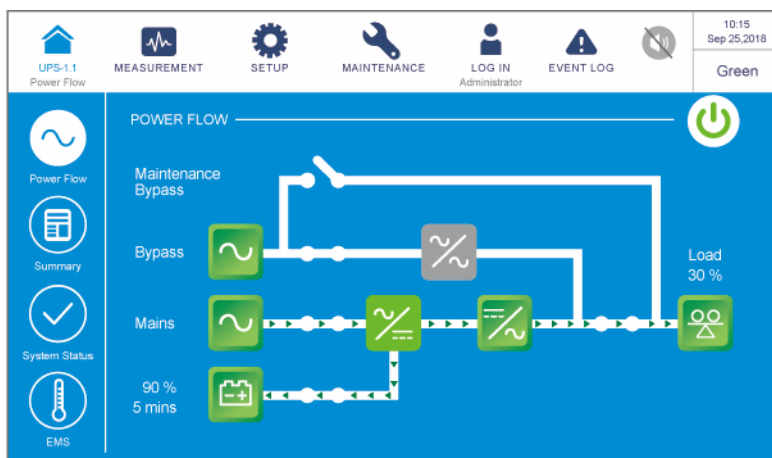 10:15
Sep 25,2018
UPS-1.1
Power Flow
MEASUREMENT
SETUP
MAINTENANCE
LOG IN
Administrator
EVENT LOG
Green
POWER FLOW
Power Flow
Maintenance
Bypass
Bypass
Load
30 %
Summary
Mains
System Status
90 %
5 mins
EMS